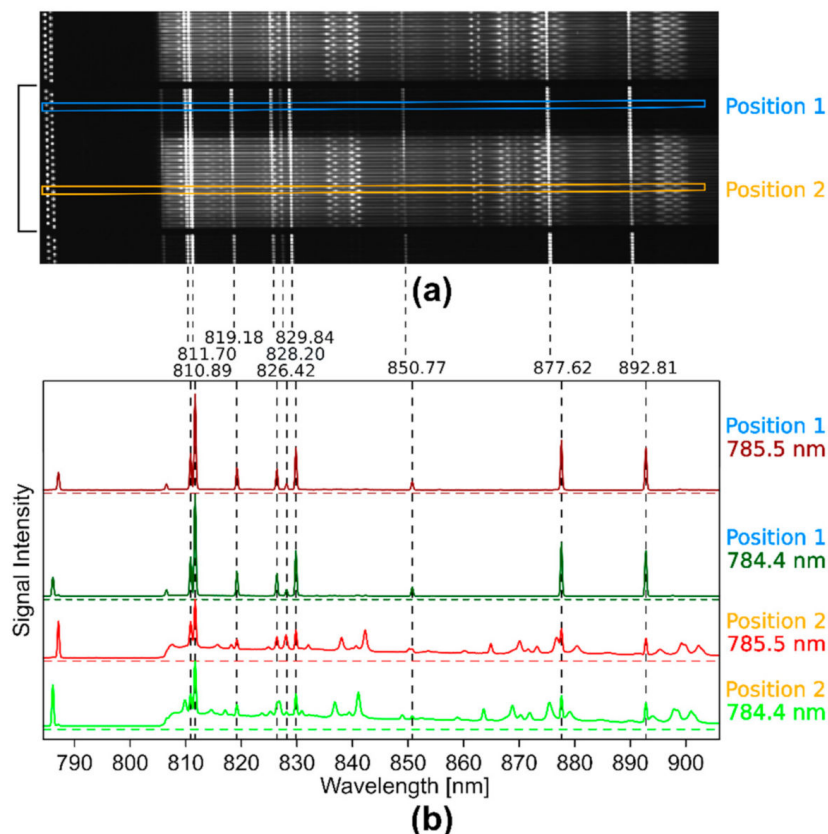 Position 1
Position 2
(a)
819.18 829.84
811.70 828.20
810.89 826.42 850.77 877.62 892.81
Position 1
785.5 nm
Position 1
784.4 nm
Position 2
785.5 nm
Position 2
784.4 nm
Signal Intensity
790 800 810 820 830 840 850 860 870 880 890 900
Wavelength [nm]
(b)